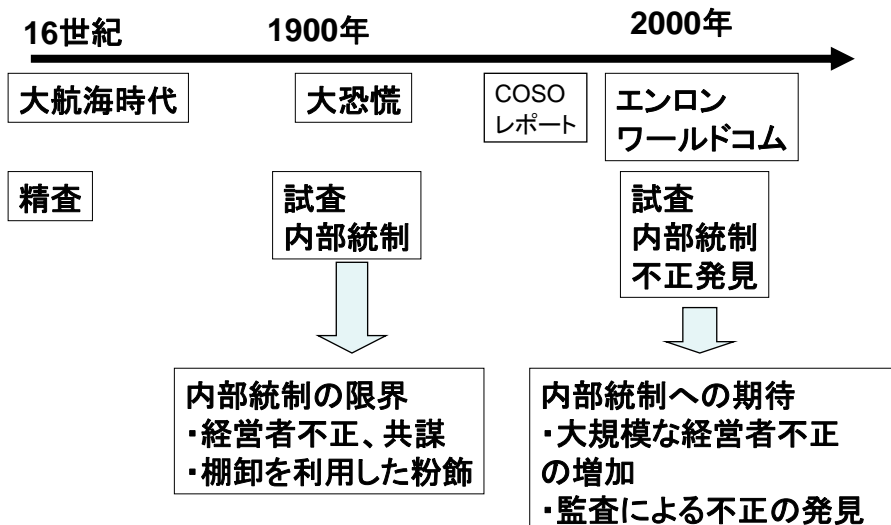 16世紀
1900年
2000年
大航海時代
大恐慌
COSO
レポート
エンロン
ワールドコム
精査
試査
内部統制
試査
内部統制
不正発見
内部統制の限界
・経営者不正、共謀
・棚卸を利用した粉飾
内部統制への期待
・大規模な経営者不正
の増加
・監査による不正の発見